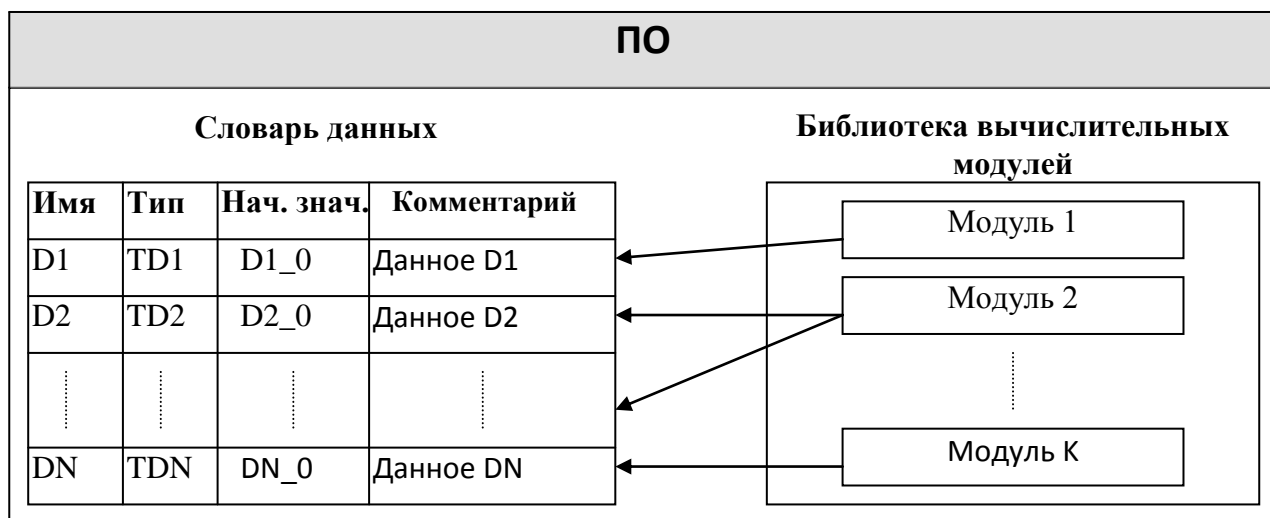 ПО
Словарь данных
Имя Тип Нач. знач. Комментарий
D1 TD1 D1_0 Данное D1
D2 TD2 D2_0 Данное D2
DN TDN DN_0 Данное DN
Библиотека вычислительных
модулей
Модуль 1
Модуль 2
Модуль K